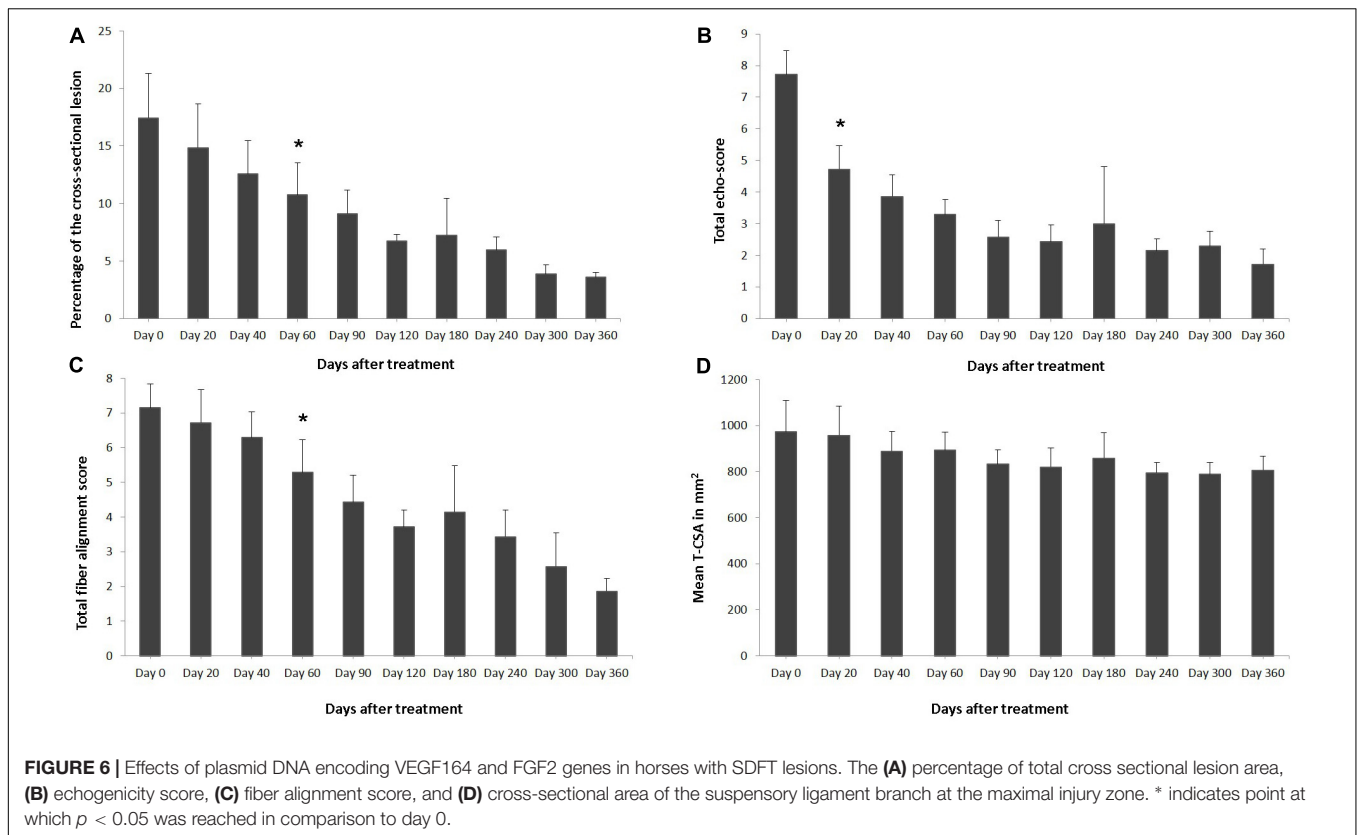 A
25
20
15
10
5
0
Percentage of the cross-sectional lesion
*
Day 0 Day 20 Day 40 Day 60 Day 90 Day 120 Day 180 Day 240 Day 300 Day 360
Days after treatment
B
9
8
7
6
5
4
3
2
1
0
Total echo-score
*
Day 0 Day 20 Day 40 Day 60 Day 90 Day 120 Day 180 Day 240 Day 300 Day 360
Days after treatment
C
8
7
6
5
4
3
2
1
0
Total fiber alignment score
*
Day 0 Day 20 Day 40 Day 60 Day 90 Day 120 Day 180 Day 240 Day 300 Day 360
Days after treatment
D
1200
1000
800
600
400
200
0
Mean T-CSA in mm²
Day 0 Day 20 Day 40 Day 60 Day 90 Day 120 Day 180 Day 240 Day 300 Day 360
Days after treatment
FIGURE 6 | Effects of plasmid DNA encoding VEGF164 and FGF2 genes in horses with SDFT lesions. The (A) percentage of total cross sectional lesion area,
(B) echogenicity score, (C) fiber alignment score, and (D) cross-sectional area of the suspensory ligament branch at the maximal injury zone. * indicates point at
which p < 0.05 was reached in comparison to day 0.